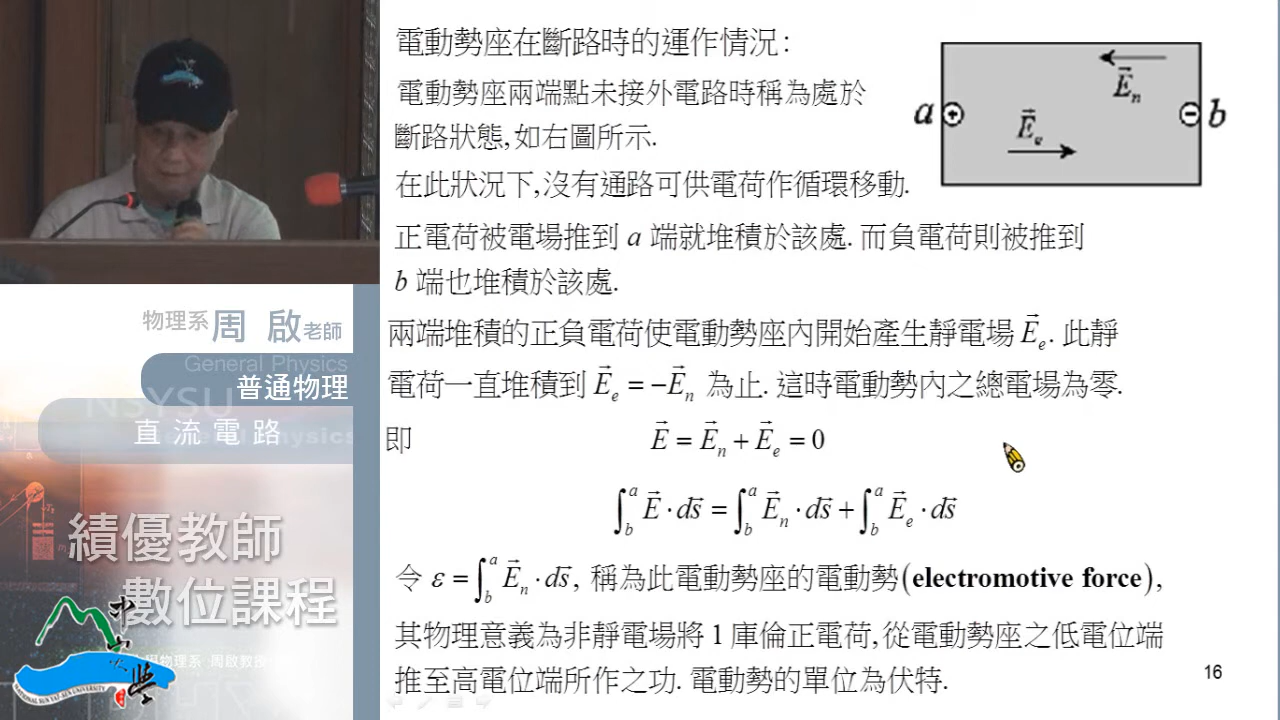 電動勢座在斷路時的運作情況:
電動勢座兩端點未接外電路時稱為處於
斷路狀態,如右圖所示.
在此狀況下,沒有通路可供電荷作循環移動.
a + E⃗e → ← E⃗n − b
正電荷被電場推到 a 端就堆積於該處. 而負電荷則被推到
b 端也堆積於該處.
兩端堆積的正負電荷使電動勢座內開始產生靜電場 E⃗e. 此靜
電荷一直堆積到 E⃗e = −E⃗n 為止. 這時電動勢內之總電場為零.
即 E⃗ = E⃗n + E⃗e = 0
∫_b^a E⃗ · ds⃗ = ∫_b^a E⃗n · ds⃗ + ∫_b^a E⃗e · ds⃗
令 ε = ∫_b^a E⃗n · ds⃗, 稱為此電動勢座的電動勢(electromotive force),
其物理意義為非靜電場將 1 庫倫正電荷,從電動勢座之低電位端
推至高電位端所作之功. 電動勢的單位為伏特.
16
物理系 周 啟 老師
General Physics
普通物理
NSYSU
直流電路
績優教師
數位課程